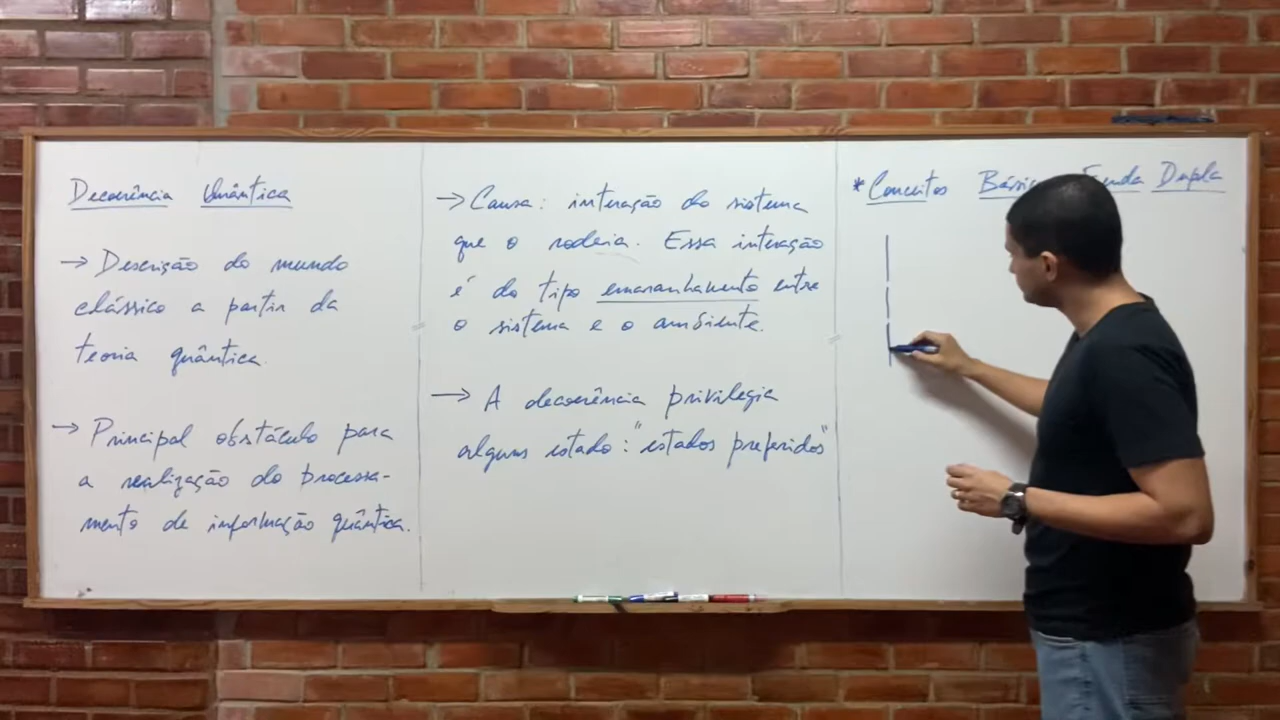 Decoerência Quântica
→ Descrição do mundo
clássico a partir da
teoria quântica.
→ Principal obstáculo para
a realização do processa-
mento de informação quântica.
→ Causa: interação do sistema
que o rodeia. Essa interação
é do tipo emaranhamento entre
o sistema e o ambiente.
→ A decoerência privilegia
alguns estado: "estados preferidos"
* Conceitos Dupla